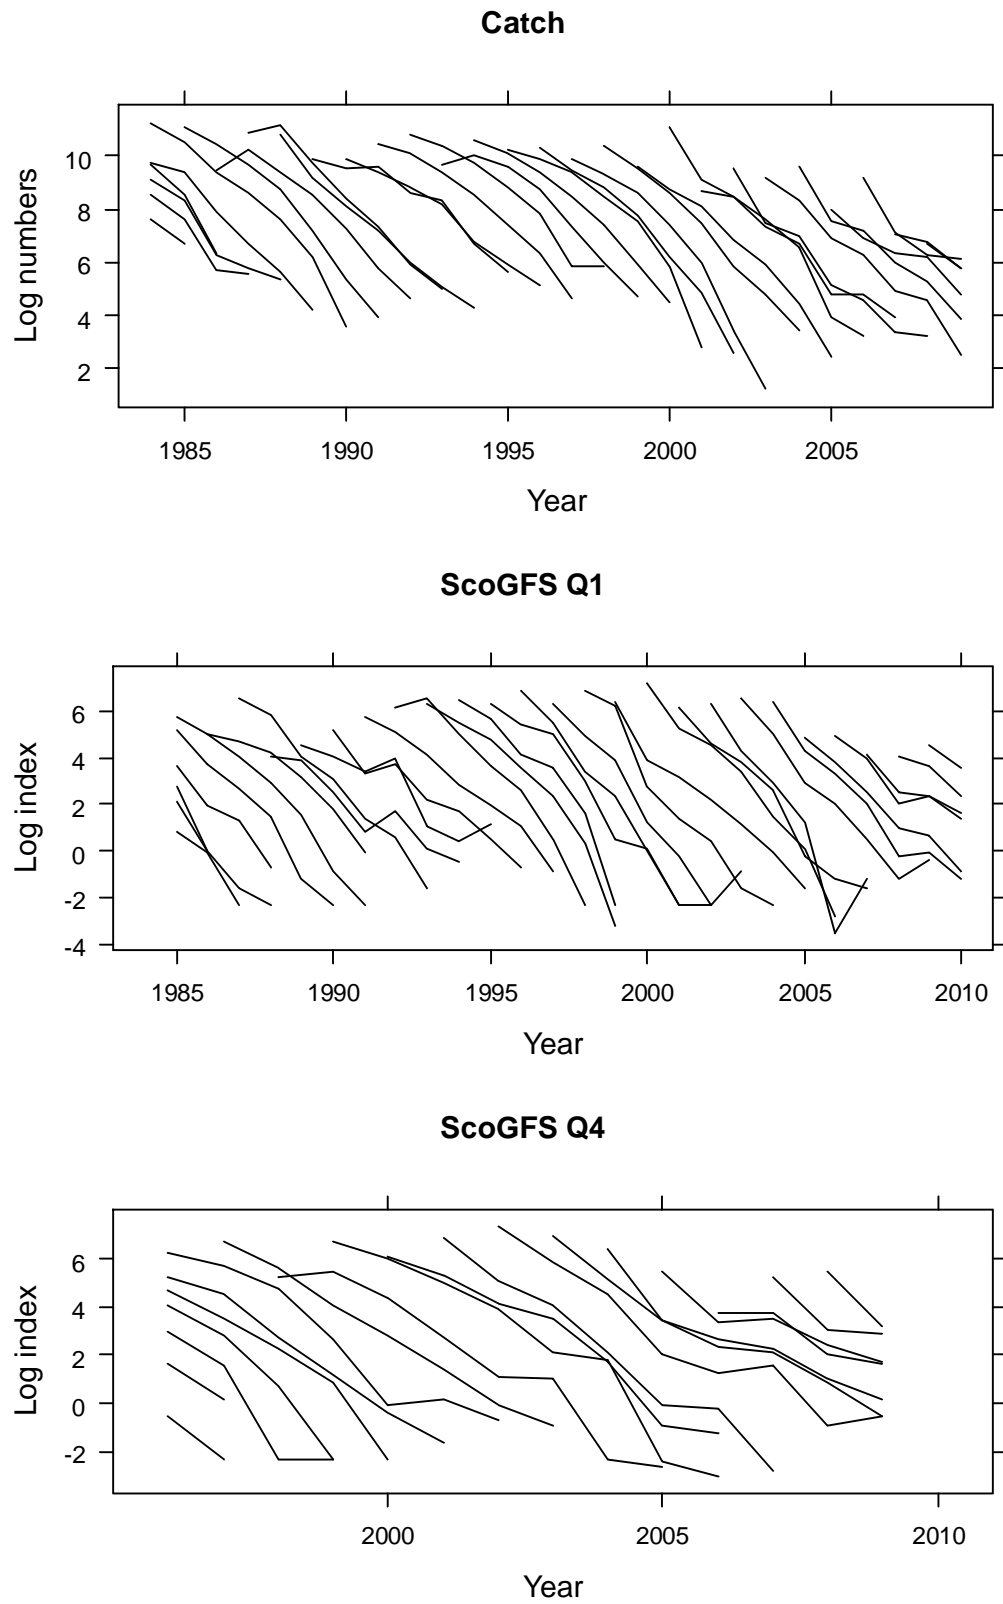 Catch
Log numbers
10
8
6
4
2
1985 1990 1995 2000 2005
Year
ScoGFS Q1
Log index
6
4
2
0
-2
-4
1985 1990 1995 2000 2005 2010
Year
ScoGFS Q4
Log index
6
4
2
0
-2
2000 2005 2010
Year